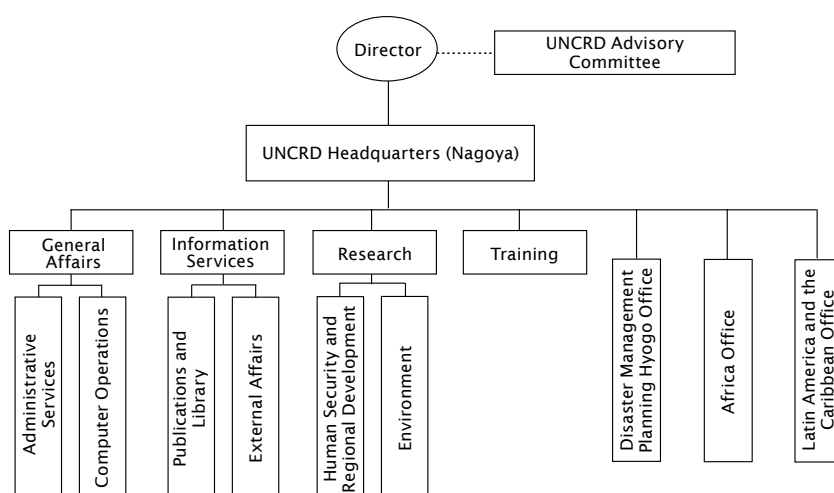 Director
UNCRD Advisory
Committee
UNCRD Headquarters (Nagoya)
General
Affairs
Information
Services
Research
Training
Administrative
Services
Computer Operations
Publications and
Library
External Affairs
Human Security and
Regional Development
Environment
Disaster Management
Planning Hyogo Office
Africa Office
Latin America and the
Caribbean Office